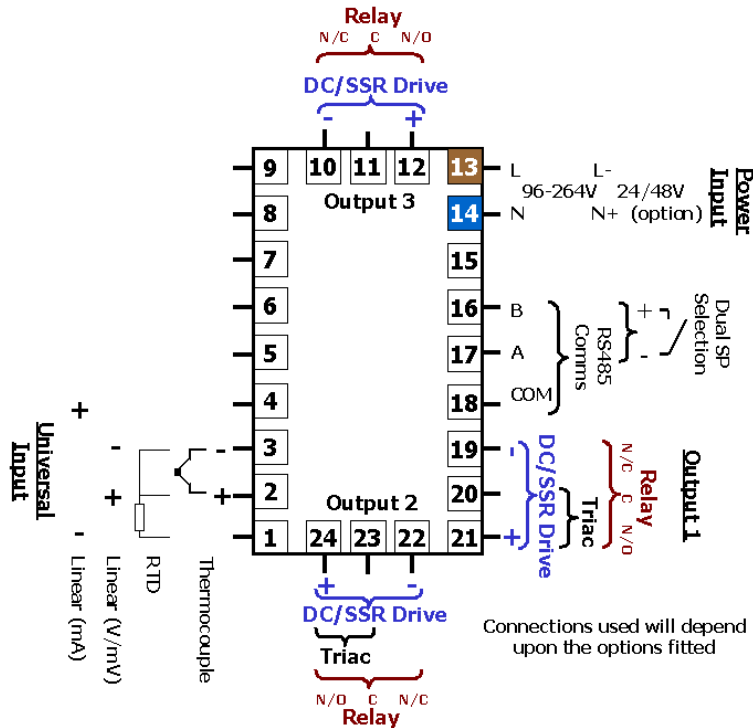 Relay
N/C C N/O
DC/SSR Drive
- +
9 10 11 12 13 L L-
Output 3
96-264V 24/48V
8 14 N N+ (option)
Power
Input
7 15
6 16 B
5 17 A
4 18 COM
RS485
Comms
+
-
Dual SP
Selection
3 19 -
2 20
Output 2
1 24 23 22 21 +
+
-
-
+
-
-
+
Universal
Input
Linear (mA)
Linear (V/mV)
RTD
Thermocouple
DC/SSR Drive
Triac
N/C C N/O
Relay
Output 1
+ -
DC/SSR Drive
Triac
N/O C N/C
Relay
Connections used will depend
upon the options fitted